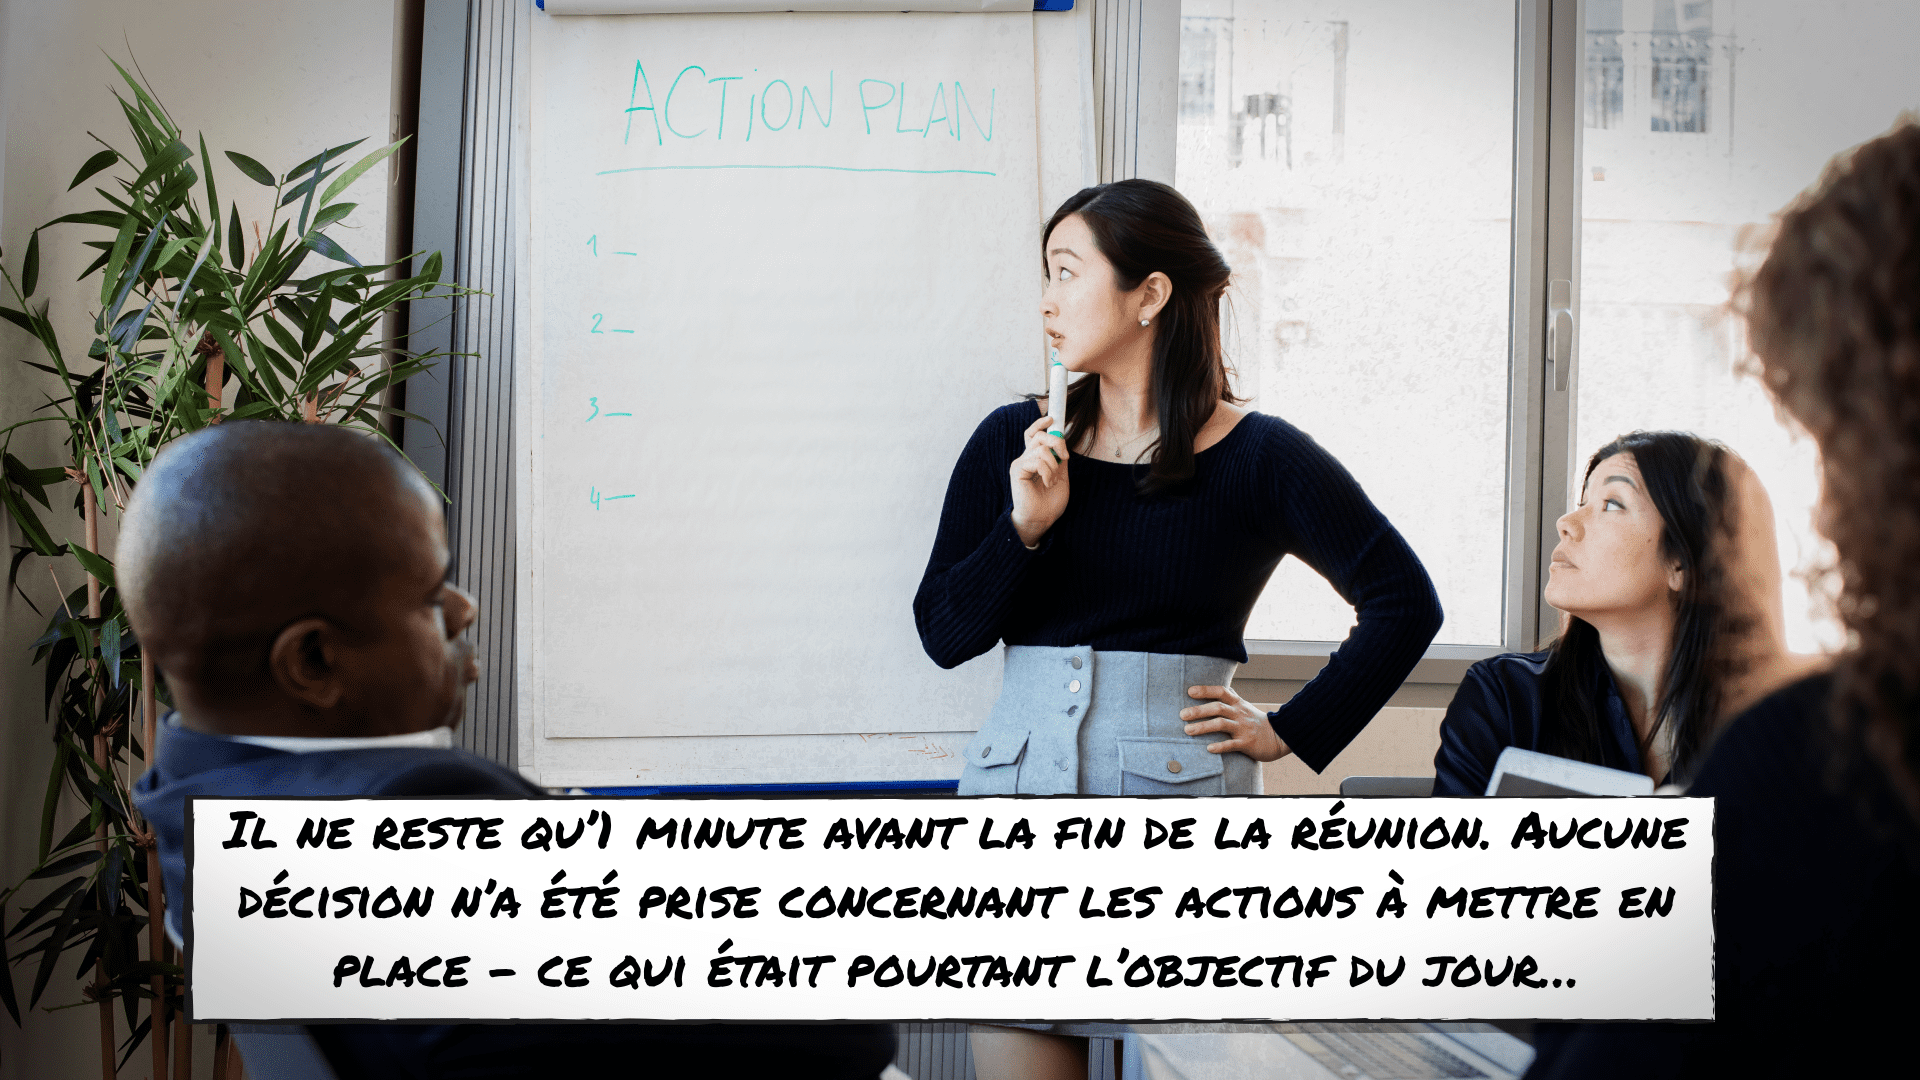 ACTION PLAN
1 —
2 —
3 —
4 —
Il ne reste qu'1 minute avant la fin de la réunion. Aucune
décision n'a été prise concernant les actions à mettre en
place - ce qui était pourtant l'objectif du jour...